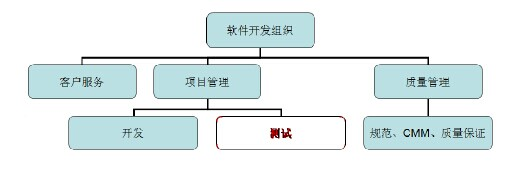 软件开发组织
客户服务
项目管理
质量管理
开发
测试
规范、CMM、质量保证